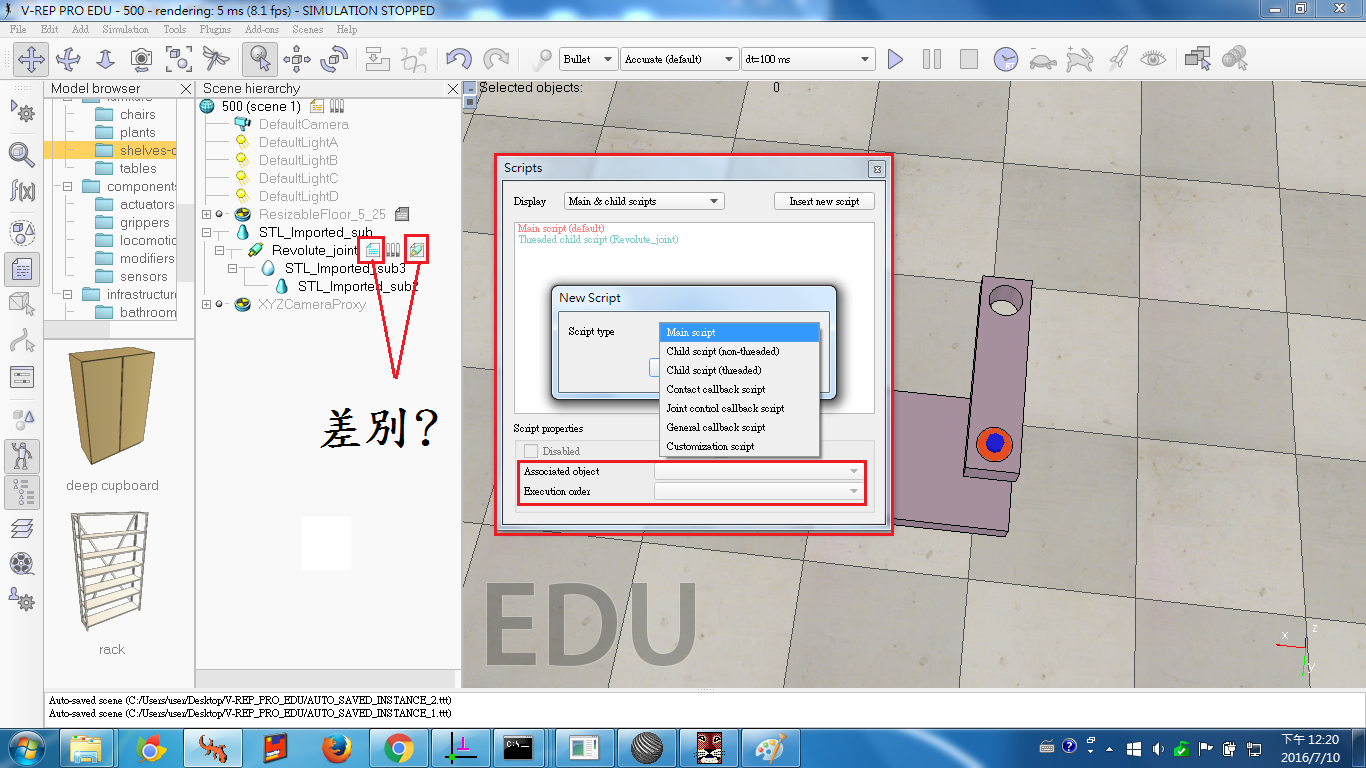 V-REP PRO EDU - 500 - rendering: 5 ms (8.1 fps) - SIMULATION STOPPED
File Edit Add Simulation Tools Plugins Add-ons Scenes Help
Bullet Accurate (default) dt=100 ms
Model browser
chairs
plants
shelves-c
tables
components
actuators
grippers
locomotic
modifiers
sensors
infrastructure
bathroom
deep cupboard
rack
Scene hierarchy
500 (scene 1)
DefaultCamera
DefaultLightA
DefaultLightB
DefaultLightC
DefaultLightD
ResizableFloor_5_25
STL_Imported_sub
Revolute_joint
STL_Imported_sub3
STL_Imported_sub2
XYZCameraProxy
差別?
Selected objects: 0
Scripts
Display Main & child scripts Insert new script
Main script (default)
Threaded child script (Revolute_joint)
New Script
Script type Main script
Child script (non-threaded)
Child script (threaded)
Contact callback script
Joint control callback script
General callback script
Customization script
Script properties
Disabled
Associated object
Execution order
EDU
x z
y
Auto-saved scene (C:/Users/user/Desktop/V-REP_PRO_EDU/AUTO_SAVED_INSTANCE_2.ttt)
Auto-saved scene (C:/Users/user/Desktop/V-REP_PRO_EDU/AUTO_SAVED_INSTANCE_1.ttt)
下午 12:20
2016/7/10